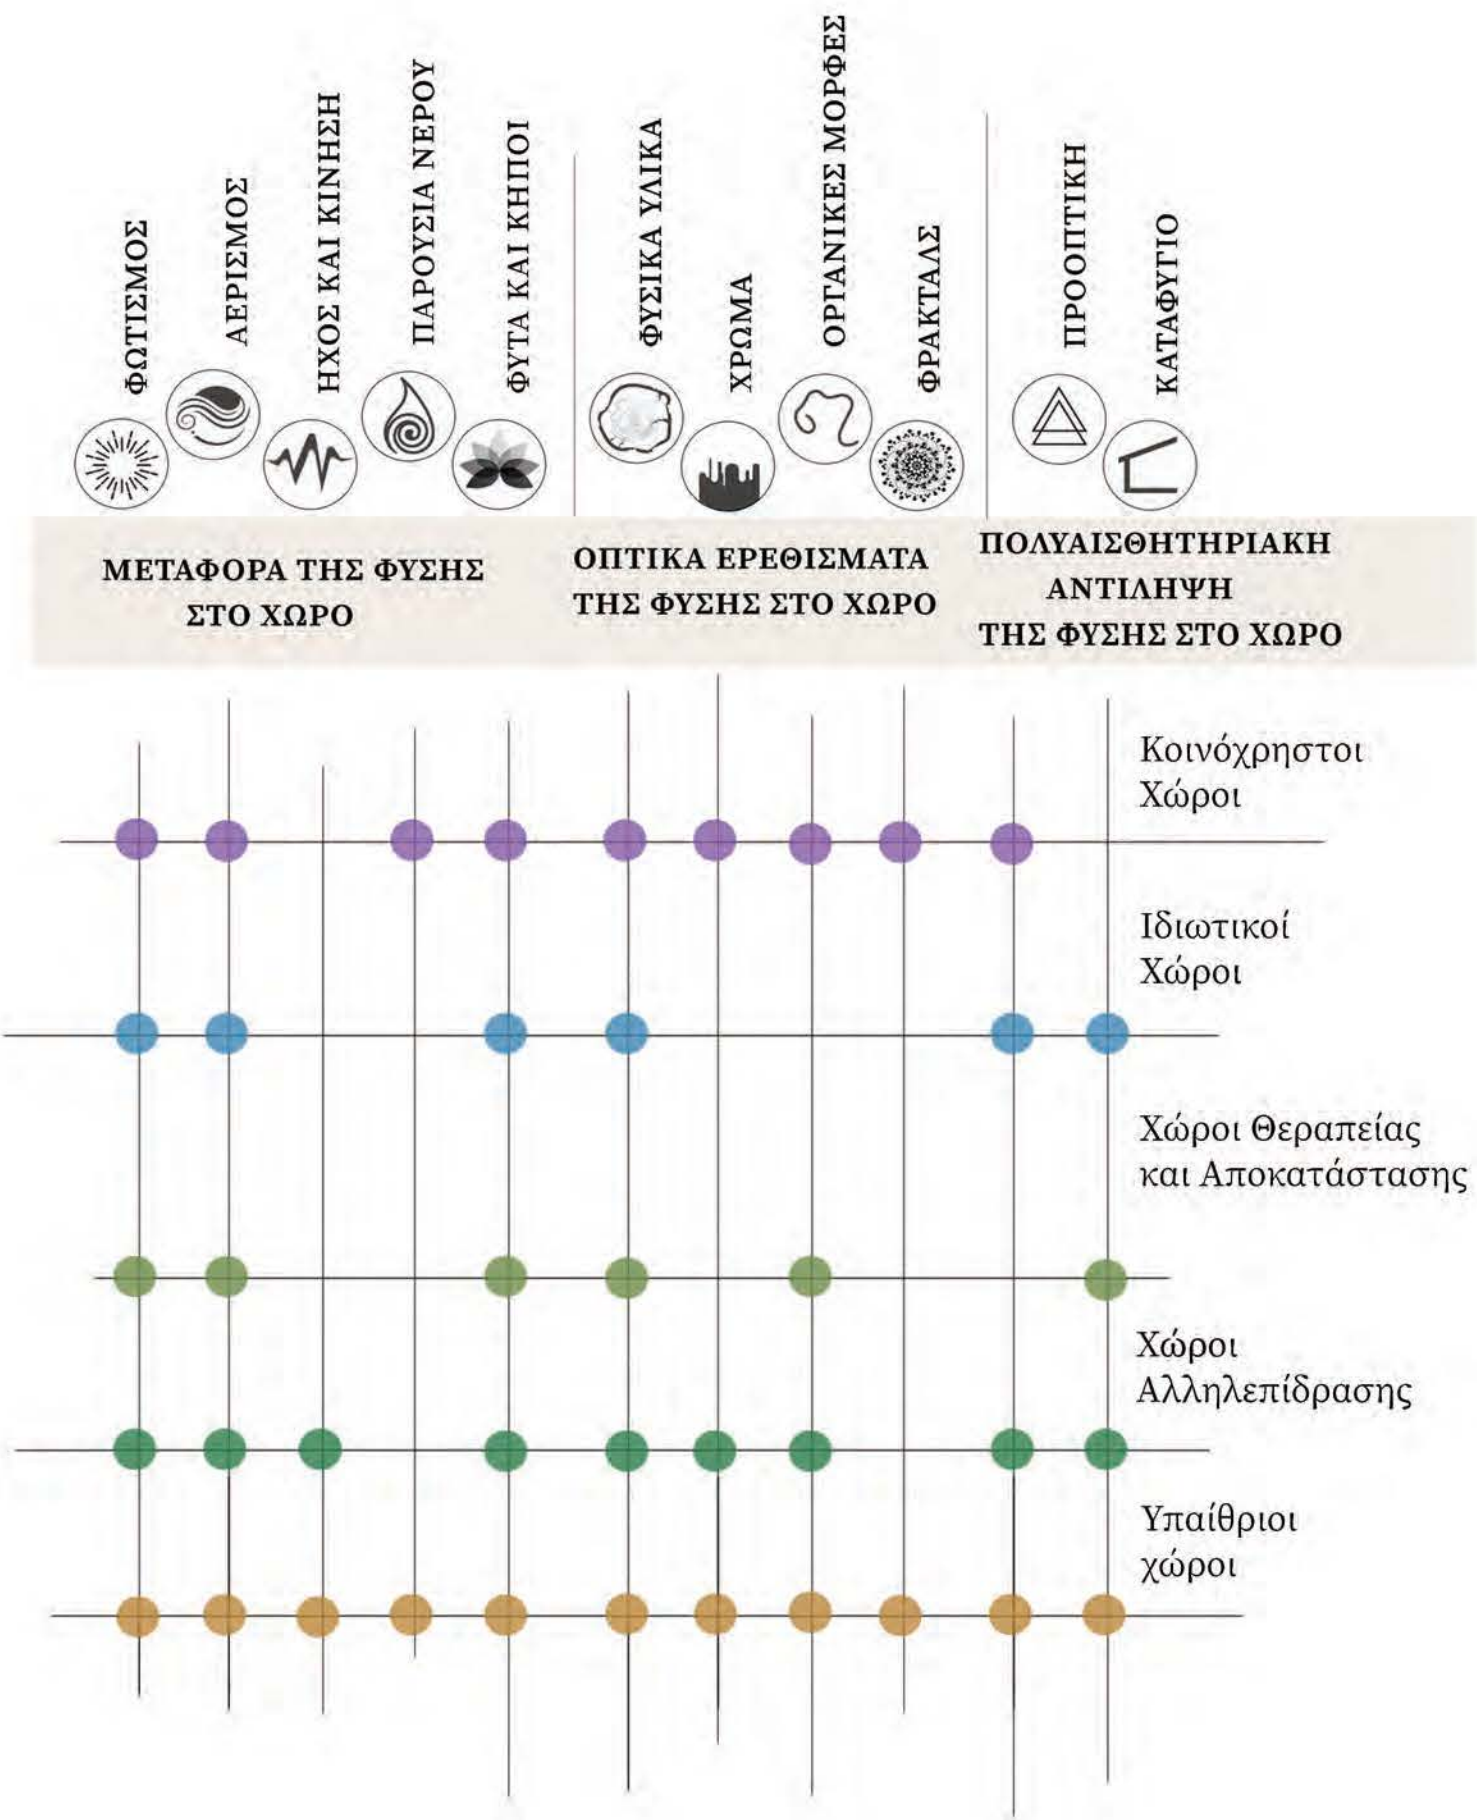 ΦΩΤΙΣΜΟΣ
ΑΕΡΙΣΜΟΣ
ΗΧΟΣ ΚΑΙ ΚΙΝΗΣΗ
ΠΑΡΟΥΣΙΑ ΝΕΡΟΥ
ΦΥΤΑ ΚΑΙ ΚΗΠΟΙ
ΦΥΣΙΚΑ ΥΛΙΚΑ
ΧΡΩΜΑ
ΟΡΓΑΝΙΚΕΣ ΜΟΡΦΕΣ
ΦΡΑΚΤΑΛΣ
ΠΡΟΟΠΤΙΚΗ
ΚΑΤΑΦΥΓΙΟ
ΜΕΤΑΦΟΡΑ ΤΗΣ ΦΥΣΗΣ
ΣΤΟ ΧΩΡΟ
ΟΠΤΙΚΑ ΕΡΕΘΙΣΜΑΤΑ
ΤΗΣ ΦΥΣΗΣ ΣΤΟ ΧΩΡΟ
ΠΟΛΥΑΙΣΘΗΤΗΡΙΑΚΗ
ΑΝΤΙΛΗΨΗ
ΤΗΣ ΦΥΣΗΣ ΣΤΟ ΧΩΡΟ
Κοινόχρηστοι
Χώροι
Ιδιωτικοί
Χώροι
Χώροι Θεραπείας
και Αποκατάστασης
Χώροι
Αλληλεπίδρασης
Υπαίθριοι
χώροι